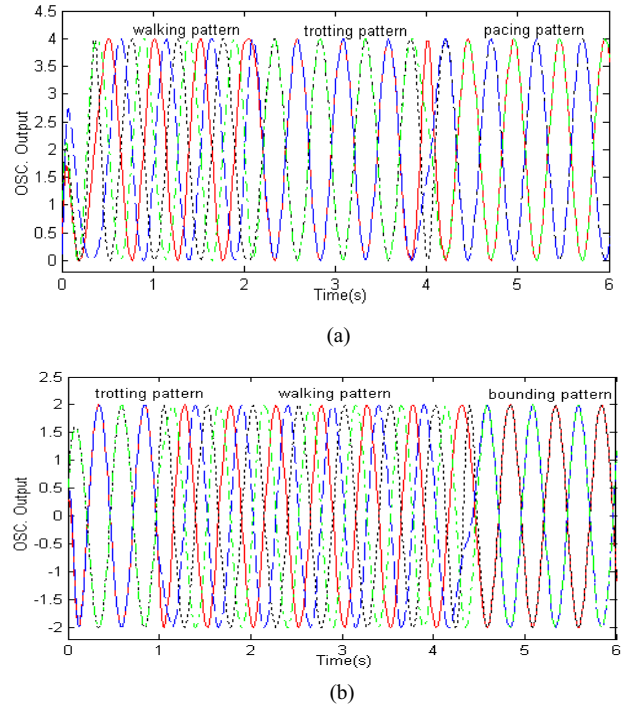 walking pattern trotting pattern pacing pattern
4.5
4
3.5
3
2.5
2
1.5
1
0.5
0
OSC. Output
0 1 2 3 4 5 6
Time(s)
(a)
trotting pattern walking pattern bounding pattern
2.5
2
1.5
1
0.5
0
-0.5
-1
-1.5
-2
OSC. Output
0 1 2 3 4 5 6
Time(s)
(b)